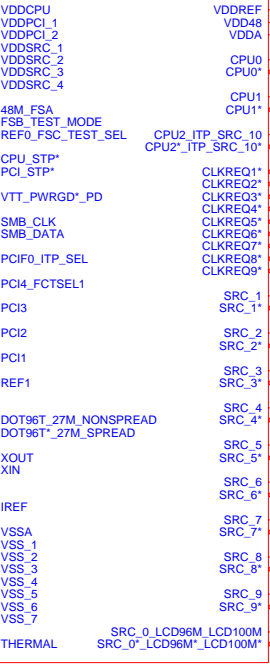 VDDCPU VDDREF
VDDPCI_1 VDD48
VDDPCI_2 VDDA
VDDSRC_1
VDDSRC_2 CPU0
VDDSRC_3 CPU0*
VDDSRC_4
CPU1
48M_FSA CPU1*
FSB_TEST_MODE
REF0_FSC_TEST_SEL CPU2_ITP_SRC_10
CPU2*_ITP_SRC_10*
CPU_STP*
PCI_STP* CLKREQ1*
CLKREQ2*
VTT_PWRGD*_PD CLKREQ3*
CLKREQ4*
SMB_CLK CLKREQ5*
SMB_DATA CLKREQ6*
CLKREQ7*
PCIF0_ITP_SEL CLKREQ8*
CLKREQ9*
PCI4_FCTSEL1
SRC_1
PCI3 SRC_1*
PCI2 SRC_2
SRC_2*
PCI1
SRC_3
REF1 SRC_3*
SRC_4
DOT96T_27M_NONSPREAD SRC_4*
DOT96T*_27M_SPREAD
SRC_5
XOUT SRC_5*
XIN
SRC_6
SRC_6*
IREF
SRC_7
VSSA SRC_7*
VSS_1
VSS_2 SRC_8
VSS_3 SRC_8*
VSS_4
VSS_5 SRC_9
VSS_6 SRC_9*
VSS_7
SRC_0_LCD96M_LCD100M
THERMAL SRC_0*_LCD96M*_LCD100M*